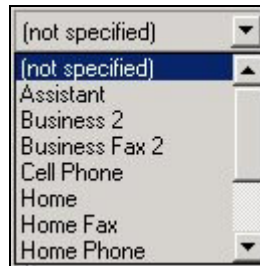 (not specified)
(not specified)
Assistant
Business 2
Business Fax 2
Cell Phone
Home
Home Fax
Home Phone